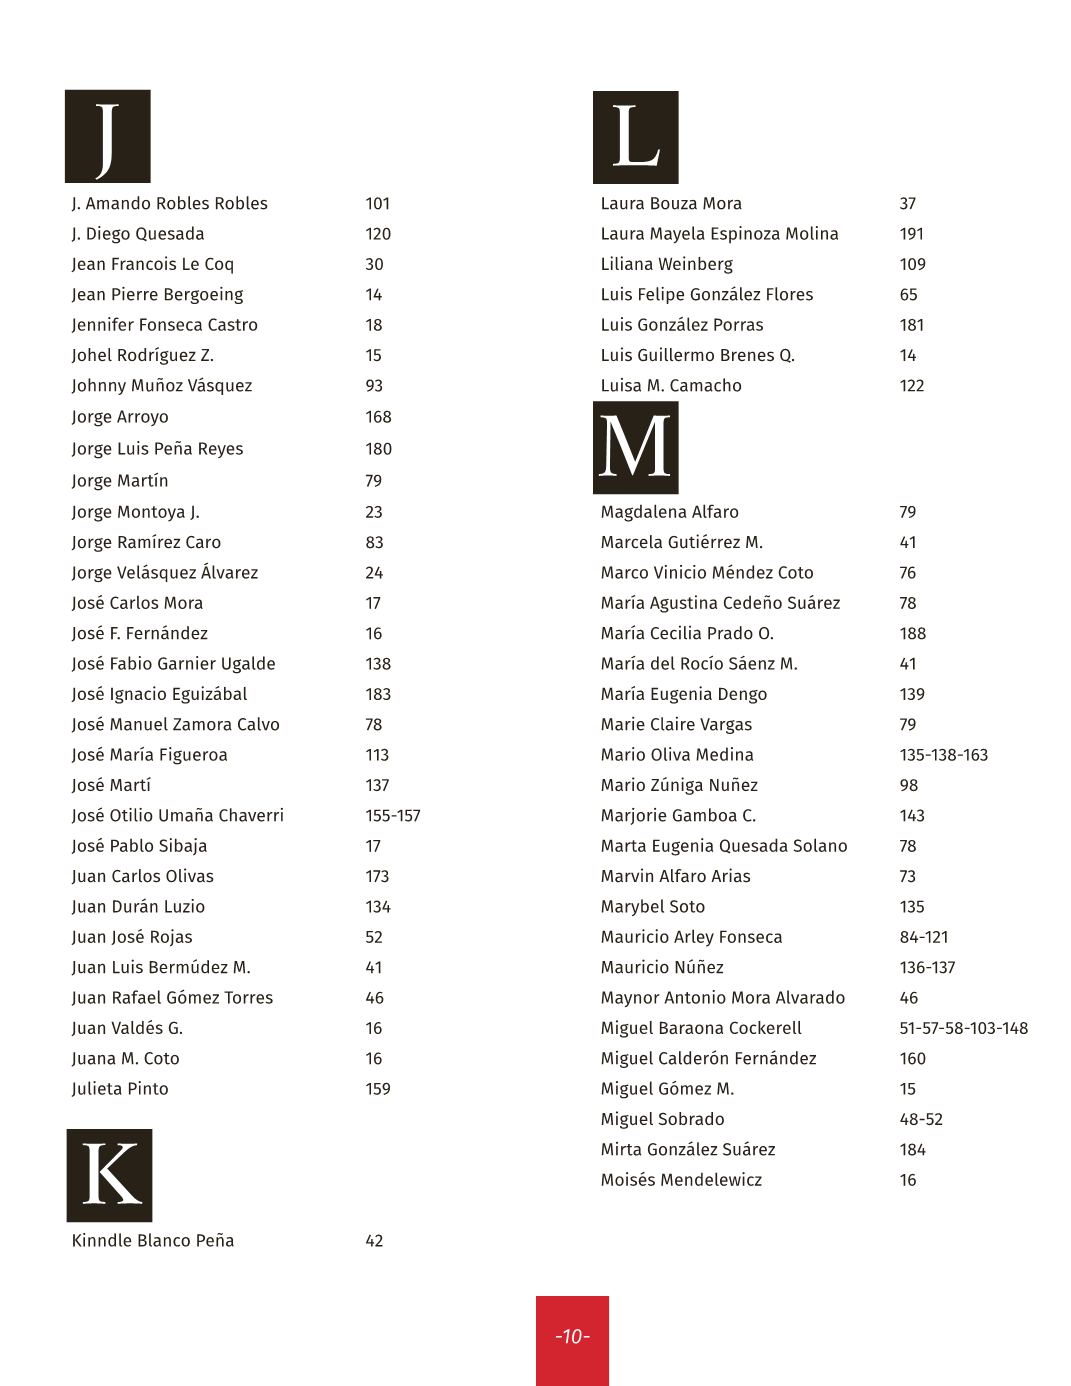 J
J. Amando Robles Robles 101
J. Diego Quesada 120
Jean Francois Le Coq 30
Jean Pierre Bergoeing 14
Jennifer Fonseca Castro 18
Johel Rodríguez Z. 15
Johnny Muñoz Vásquez 93
Jorge Arroyo 168
Jorge Luis Peña Reyes 180
Jorge Martín 79
Jorge Montoya J. 23
Jorge Ramírez Caro 83
Jorge Velásquez Álvarez 24
José Carlos Mora 17
José F. Fernández 16
José Fabio Garnier Ugalde 138
José Ignacio Eguizábal 183
José Manuel Zamora Calvo 78
José María Figueroa 113
José Martí 137
José Otilio Umaña Chaverri 155-157
José Pablo Sibaja 17
Juan Carlos Olivas 173
Juan Durán Luzio 134
Juan José Rojas 52
Juan Luis Bermúdez M. 41
Juan Rafael Gómez Torres 46
Juan Valdés G. 16
Juana M. Coto 16
Julieta Pinto 159
K
Kinndle Blanco Peña 42
L
Laura Bouza Mora 37
Laura Mayela Espinoza Molina 191
Liliana Weinberg 109
Luis Felipe González Flores 65
Luis González Porras 181
Luis Guillermo Brenes Q. 14
Luisa M. Camacho 122
M
Magdalena Alfaro 79
Marcela Gutiérrez M. 41
Marco Vinicio Méndez Coto 76
María Agustina Cedeño Suárez 78
María Cecilia Prado O. 188
María del Rocío Sáenz M. 41
María Eugenia Dengo 139
Marie Claire Vargas 79
Mario Oliva Medina 135-138-163
Mario Zúniga Nuñez 98
Marjorie Gamboa C. 143
Marta Eugenia Quesada Solano 78
Marvin Alfaro Arias 73
Marybel Soto 135
Mauricio Arley Fonseca 84-121
Mauricio Núñez 136-137
Maynor Antonio Mora Alvarado 46
Miguel Baraona Cockerell 51-57-58-103-148
Miguel Calderón Fernández 160
Miguel Gómez M. 15
Miguel Sobrado 48-52
Mirta González Suárez 184
Moisés Mendelewicz 16
-10-